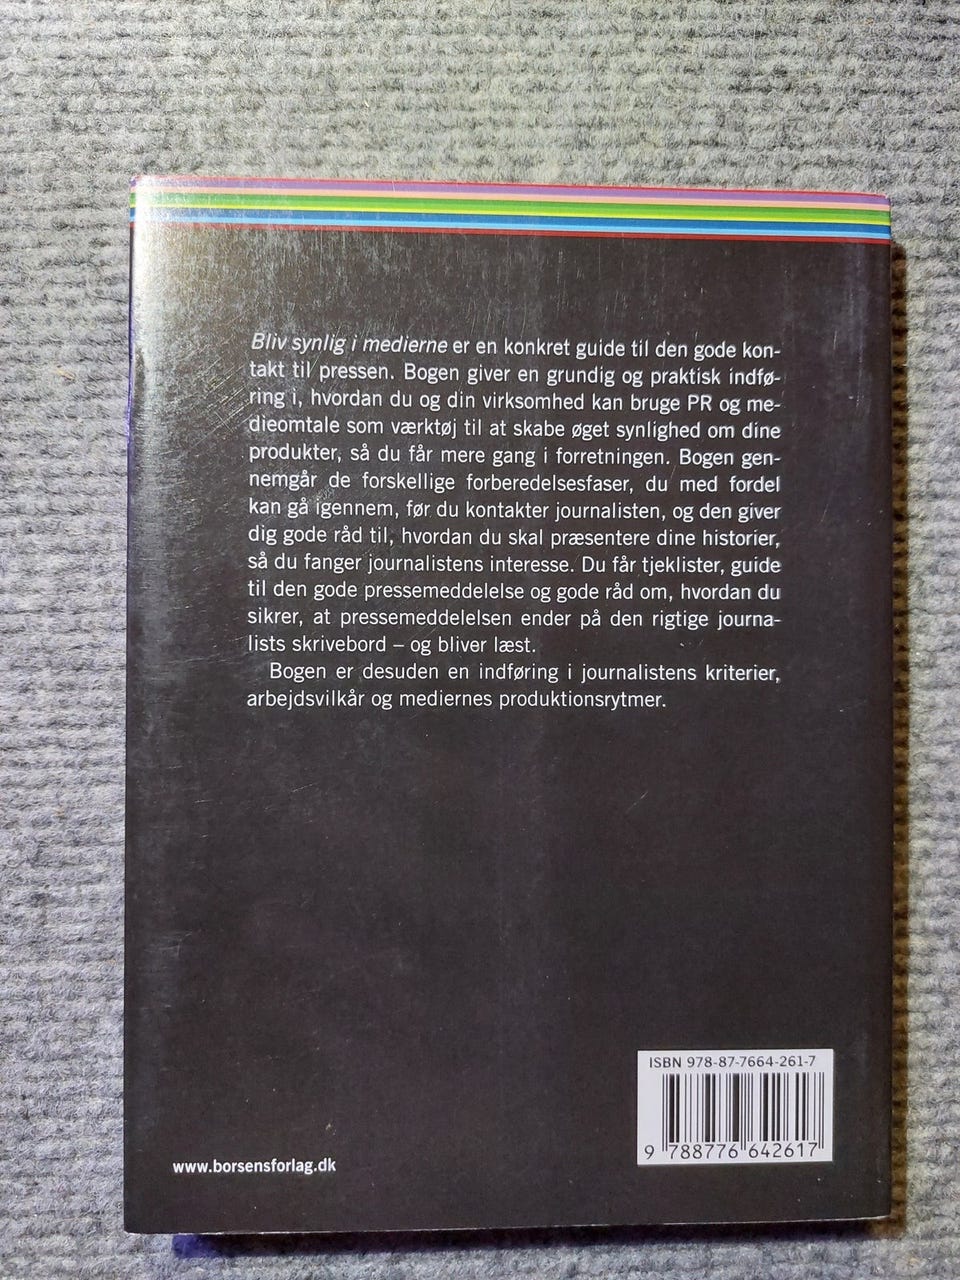 Bliv synlig i medierne er en konkret guide til den gode kon-
takt til pressen. Bogen giver en grundig og praktisk indfø-
ring i, hvordan du og din virksomhed kan bruge PR og me-
dieomtale som værktøj til at skabe øget synlighed om dine
produkter, så du får mere gang i forretningen. Bogen gen-
nemgår de forskellige forberedelsesfaser, du med fordel
kan gå igennem, før du kontakter journalisten, og den giver
dig gode råd til, hvordan du skal præsentere dine historier,
så du fanger journalistens interesse. Du får tjeklister, guide
til den gode pressemeddelelse og gode råd om, hvordan du
sikrer, at pressemeddelelsen ender på den rigtige journa-
lists skrivebord – og bliver læst.
Bogen er desuden en indføring i journalistens kriterier,
arbejdsvilkår og mediernes produktionsrytmer.
ISBN 978-87-7664-261-7
9 788776 642617
www.borsensforlag.dk